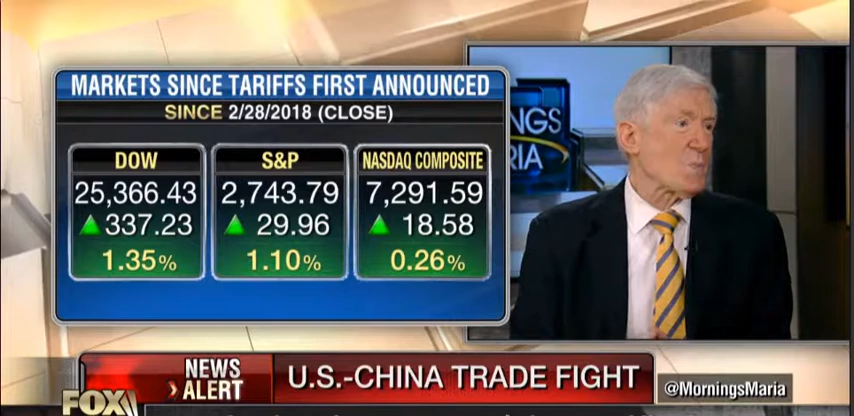 MARKETS SINCE TARIFFS FIRST ANNOUNCED
SINCE 2/28/2018 (CLOSE)
DOW
25,366.43
337.23
1.35%
S&P
2,743.79
29.96
1.10%
NASDAQ COMPOSITE
7,291.59
18.58
0.26%
NGS
RIA
NEWS
ALERT
U.S.-CHINA TRADE FIGHT
@MorningsMaria
FOX